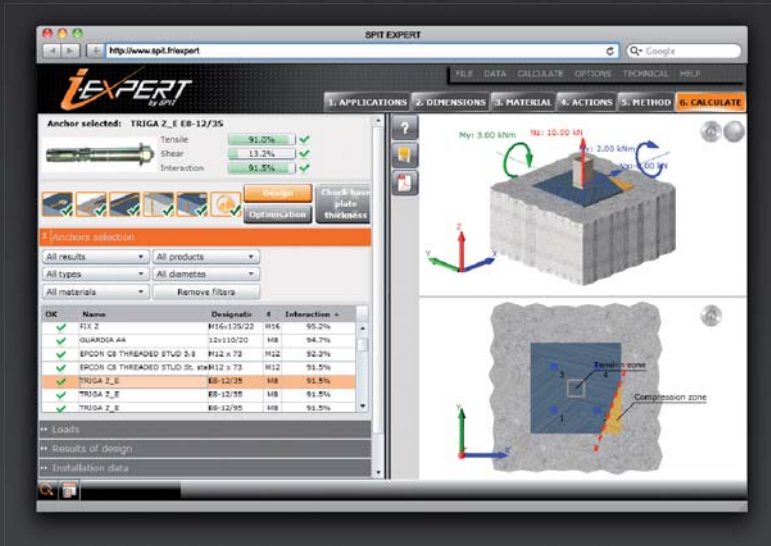 SPIT EXPERT
http://www.spit.fr/expert
Google
i-EXPERT
by SPIT
FILE DATA CALCULATE OPTIONS TECHNICAL HELP
1. APPLICATIONS 2. DIMENSIONS 3. MATERIAL 4. ACTIONS 5. METHOD 6. CALCULATE
Anchor selected: TRIGA Z_E E8-12/35
Tensile 91.0%
Shear 13.2%
Interaction 91.5%
Design
Optimisation
Check base plate thickness
Anchors selection
All results All products
All types All diametes
All materials Remove filters
OK Name Designatic Interaction
FIX Z M16x125/22 M16 95.2%
GUARDIA A4 12x110/20 M8 94.7%
EPCON C8 THREADED STUD 5.8 M12 x 73 M12 92.3%
EPCON C8 THREADED STUD St. ste M12 x 73 M12 91.5%
TRIGA Z_E E8-12/35 M8 91.5%
TRIGA Z_E E8-12/55 M8 91.5%
TRIGA Z_E E8-12/95 M8 91.5%
Loads
Results of design
Installation data
?
My: 3.00 kNm
Nz: 10.00 kN
2.00 kNm
Z
Y
X
3
4
1
Tension zone
Compression zone
Y
Z
X